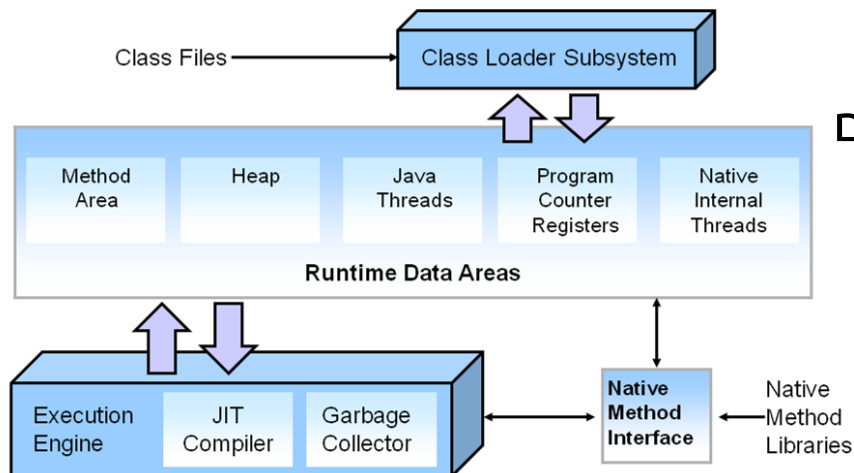 Class Files
Class Loader Subsystem
D
Method
Area
Heap
Java
Threads
Program
Counter
Registers
Native
Internal
Threads
Runtime Data Areas
Execution
Engine
JIT
Compiler
Garbage
Collector
Native
Method
Interface
Native
Method
Libraries